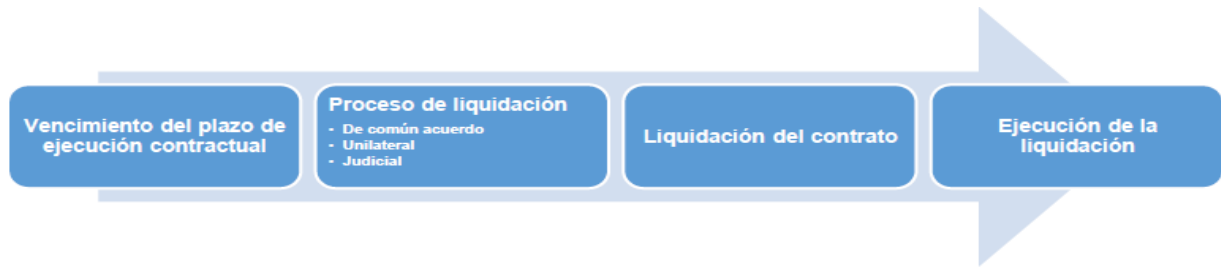 Vencimiento del plazo de
ejecución contractual
Proceso de liquidación
- De común acuerdo
- Unilateral
- Judicial
Liquidación del contrato
Ejecución de la
liquidación